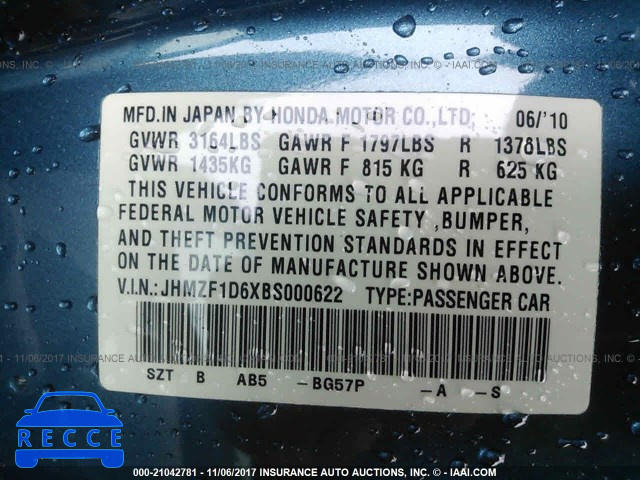 MFD.IN JAPAN BY HONDA MOTOR CO.,LTD. 06/'10
GVWR 3164LBS GAWR F 1797LBS R 1378LBS
GVWR 1435KG GAWR F 815 KG R 625 KG
THIS VEHICLE CONFORMS TO ALL APPLICABLE
FEDERAL MOTOR VEHICLE SAFETY ,BUMPER,
AND THEFT PREVENTION STANDARDS IN EFFECT
ON THE DATE OF MANUFACTURE SHOWN ABOVE.
V.I.N.:JHMZF1D6XBS000622 TYPE:PASSENGER CAR
SZT B AB5 -BG57P -A -S
RECCE
000-21042781 - 11/06/2017 INSURANCE AUTO AUCTIONS, INC. © - IAAI.COM